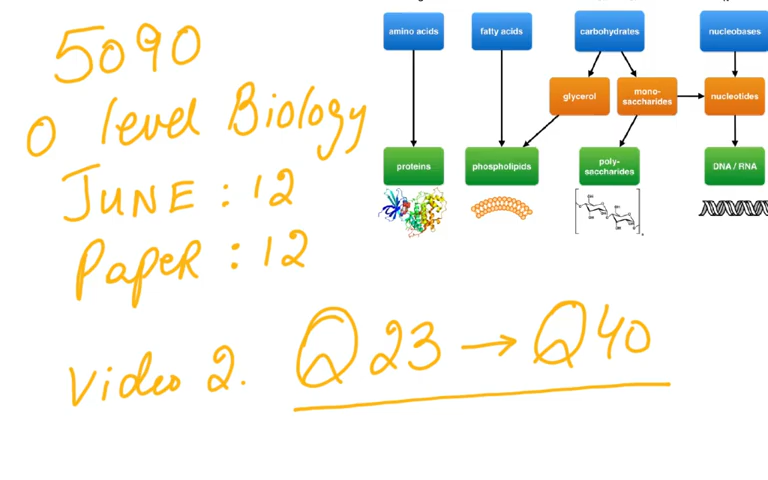 5090
O level Biology
JUNE : 12
PapeR : 12
Video 2. Q23 → Q40
amino acids
fatty acids
carbohydrates
nucleobases
glycerol
mono-
saccharides
nucleotides
proteins
phospholipids
poly-
saccharides
DNA / RNA